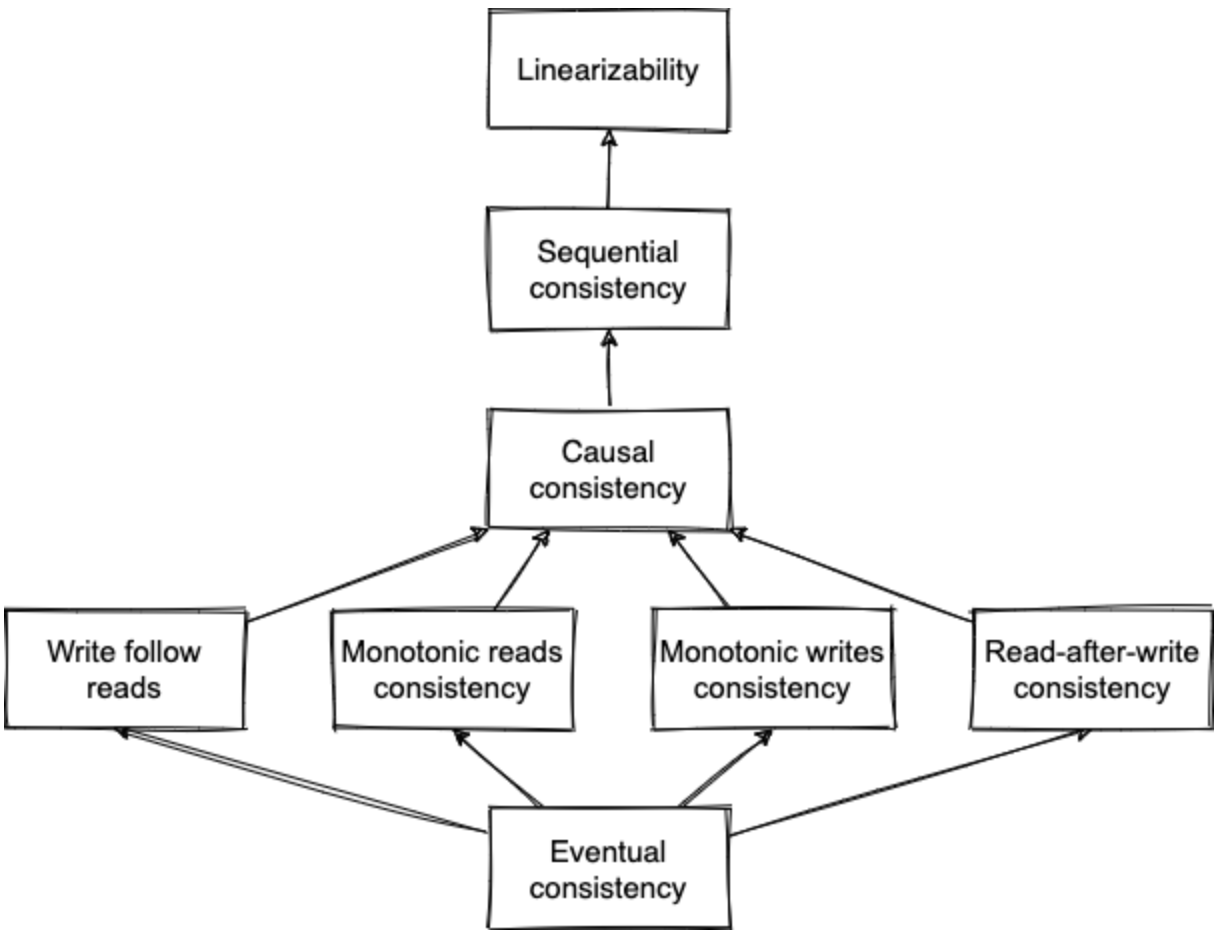 Linearizability
Sequential
consistency
Causal
consistency
Write follow
reads
Monotonic reads
consistency
Monotonic writes
consistency
Read-after-write
consistency
Eventual
consistency